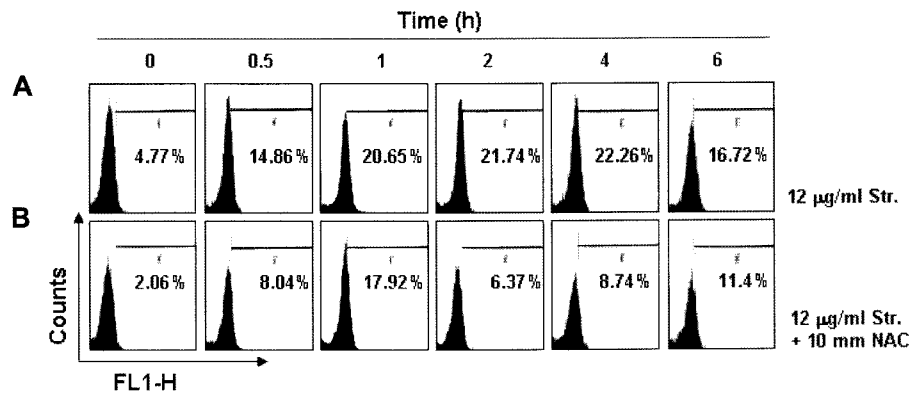 Time (h)
0 0.5 1 2 4 6
A
4.77% 14.86% 20.65% 21.74% 22.26% 16.72%
12 µg/ml Str.
B
2.06% 8.04% 17.92% 6.37% 8.74% 11.4%
12 µg/ml Str.
+ 10 mm NAC
Counts
FL1-H